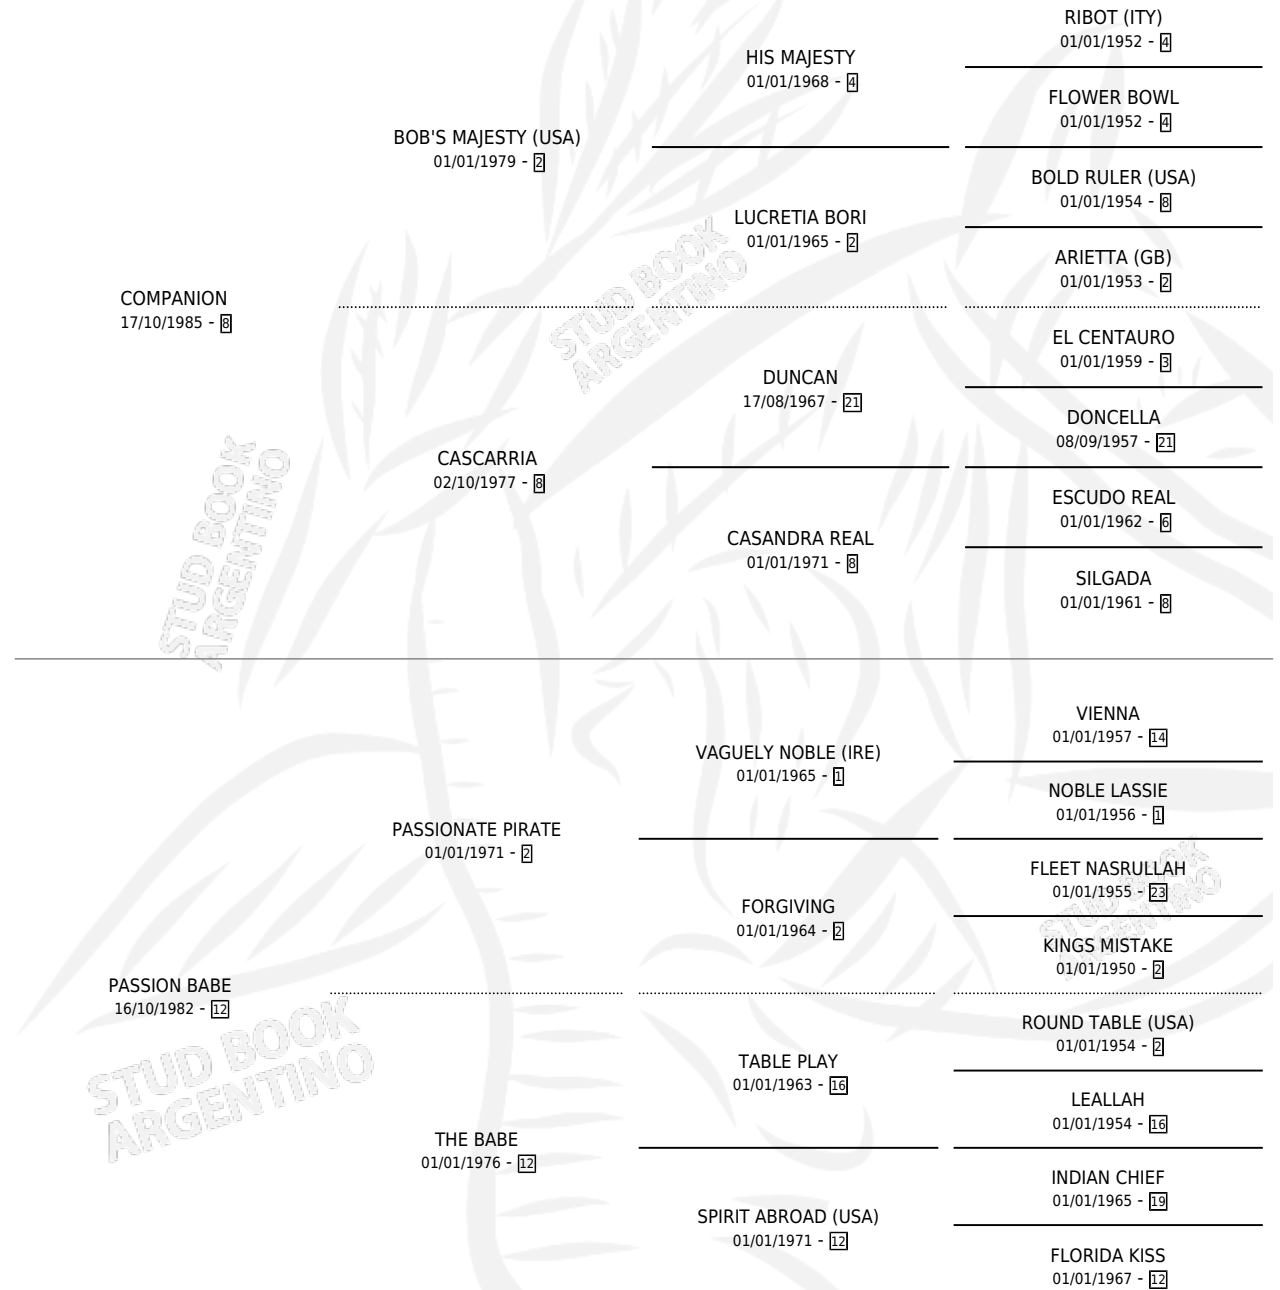 RIBOT (ITY)
01/01/1952 - 4
HIS MAJESTY
01/01/1968 - 4
FLOWER BOWL
01/01/1952 - 4
BOB'S MAJESTY (USA)
01/01/1979 - 2
BOLD RULER (USA)
01/01/1954 - 8
LUCRETIA BORI
01/01/1965 - 2
ARIETTA (GB)
01/01/1953 - 2
COMPANION
17/10/1985 - 8
EL CENTAURO
01/01/1959 - 3
DUNCAN
17/08/1967 - 21
DONCELLA
08/09/1957 - 21
CASCARRIA
02/10/1977 - 8
ESCUDO REAL
01/01/1962 - 6
CASANDRA REAL
01/01/1971 - 8
SILGADA
01/01/1961 - 8
STUD BOOK
ARGENTINO
STUD BOOK
ARGENTINO
VIENNA
01/01/1957 - 14
VAGUELY NOBLE (IRE)
01/01/1965 - 1
NOBLE LASSIE
01/01/1956 - 1
PASSIONATE PIRATE
01/01/1971 - 2
FLEET NASRULLAH
01/01/1955 - 23
FORGIVING
01/01/1964 - 2
KINGS MISTAKE
01/01/1950 - 2
PASSION BABE
16/10/1982 - 12
ROUND TABLE (USA)
01/01/1954 - 2
TABLE PLAY
01/01/1963 - 16
LEALLAH
01/01/1954 - 16
THE BABE
01/01/1976 - 12
INDIAN CHIEF
01/01/1965 - 19
SPIRIT ABROAD (USA)
01/01/1971 - 12
FLORIDA KISS
01/01/1967 - 12
STUD BOOK
ARGENTINO
STUD BOOK
ARGENTINO